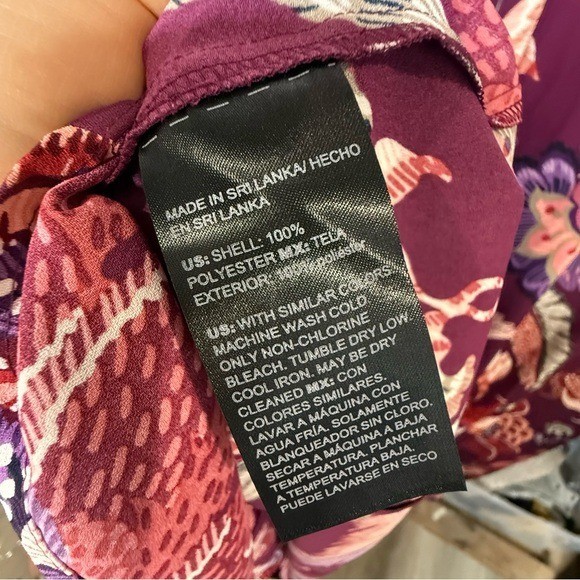 MADE IN SRI LANKA/ HECHO
EN SRI LANKA
US: SHELL: 100%
POLYESTER MX: TELA
EXTERIOR: 100% polyester
US: WITH SIMILAR COLORS.
MACHINE WASH COLD
ONLY NON-CHLORINE
BLEACH. TUMBLE DRY LOW
COOL IRON. MAY BE DRY
CLEANED MX: CON
COLORES SIMILARES.
LAVAR A MÁQUINA CON
AGUA FRÍA. SOLAMENTE
BLANQUEADOR SIN CLORO.
SECAR A MÁQUINA A BAJA
TEMPERATURA. PLANCHAR
A TEMPERATURA BAJA.
PUEDE LAVARSE EN SECO